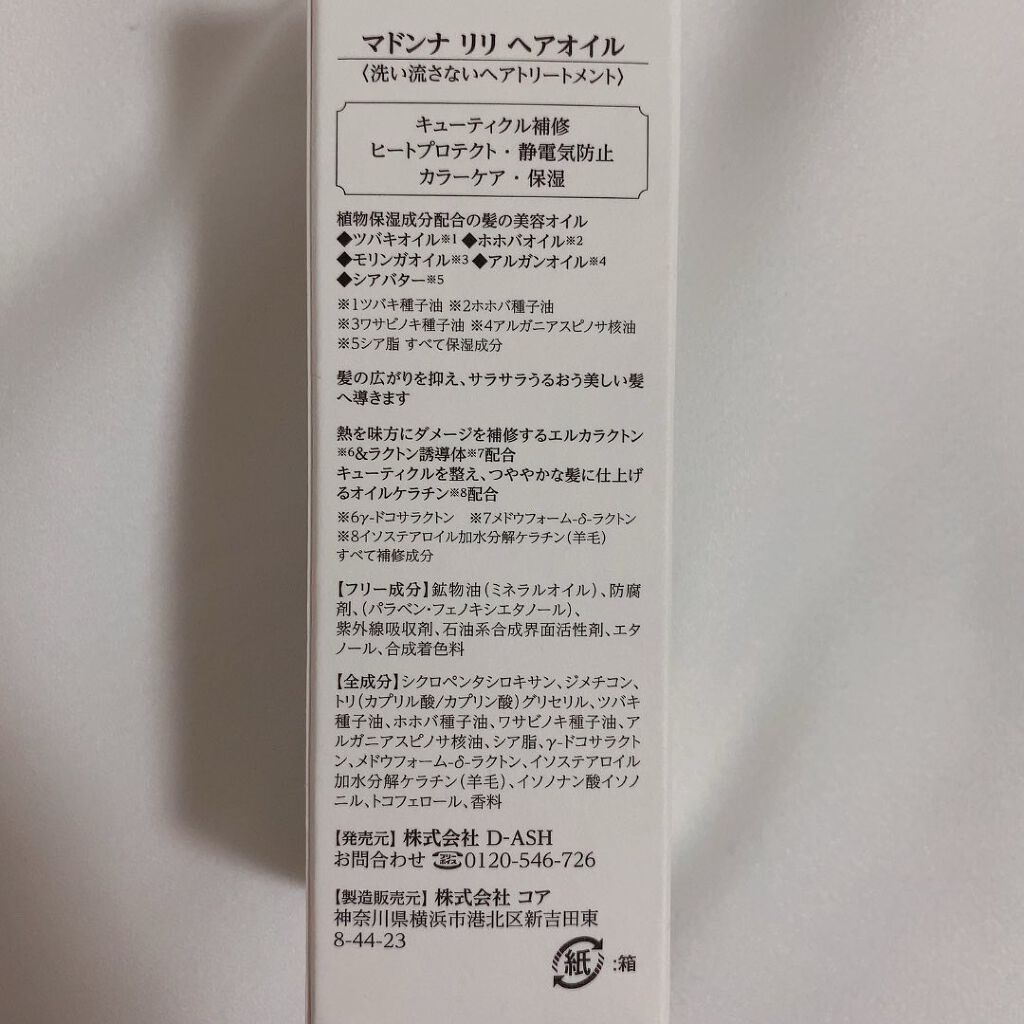 マドンナ リリ ヘアオイル
〈洗い流さないヘアトリートメント〉
キューティクル補修
ヒートプロテクト・静電気防止
カラーケア・保湿
植物保湿成分配合の髪の美容オイル
◆ツバキオイル※1 ◆ホホバオイル※2
◆モリンガオイル※3 ◆アルガンオイル※4
◆シアバター※5
※1ツバキ種子油 ※2ホホバ種子油
※3ワサビノキ種子油 ※4アルガニアスピノサ核油
※5シア脂 すべて保湿成分
髪の広がりを抑え、サラサラうるおう美しい髪
へ導きます
熱を味方にダメージを補修するエルカラクトン
※6&ラクトン誘導体※7配合
キューティクルを整え、つややかな髪に仕上げ
るオイルケラチン※8配合
※6γ-ドコサラクトン ※7メドウフォーム-δ-ラクトン
※8イソステアロイル加水分解ケラチン(羊毛)
すべて補修成分
【フリー成分】鉱物油(ミネラルオイル)、防腐
剤、(パラベン・フェノキシエタノール)、
紫外線吸収剤、石油系合成界面活性剤、エタ
ノール、合成着色料
【全成分】シクロペンタシロキサン、ジメチコン、
トリ(カプリル酸/カプリン酸)グリセリル、ツバキ
種子油、ホホバ種子油、ワサビノキ種子油、ア
ルガニアスピノサ核油、シア脂、γ-ドコサラクト
ン、メドウフォーム-δ-ラクトン、イソステアロイル
加水分解ケラチン(羊毛)、イソノナン酸イソノ
ニル、トコフェロール、香料
【発売元】株式会社 D-ASH
お問合わせ 0120-546-726
【製造販売元】株式会社 コア
神奈川県横浜市港北区新吉田東
8-44-23
紙 :箱